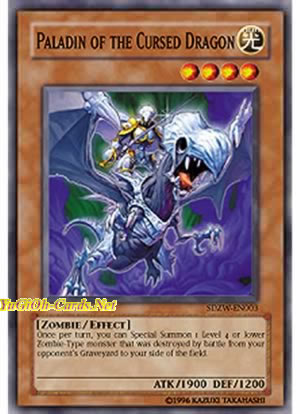 PALADIN OF THE CURSED DRAGON
光
SDZW-EN003
YuGiOh-Cards.Net
[ZOMBIE/EFFECT]
Once per turn, you can Special Summon 1 Level 4 or lower
Zombie-Type monster that was destroyed by battle from your
opponent's Graveyard to your side of the field.
ATK/1900 DEF/1200
©1996 KAZUKI TAKAHASHI